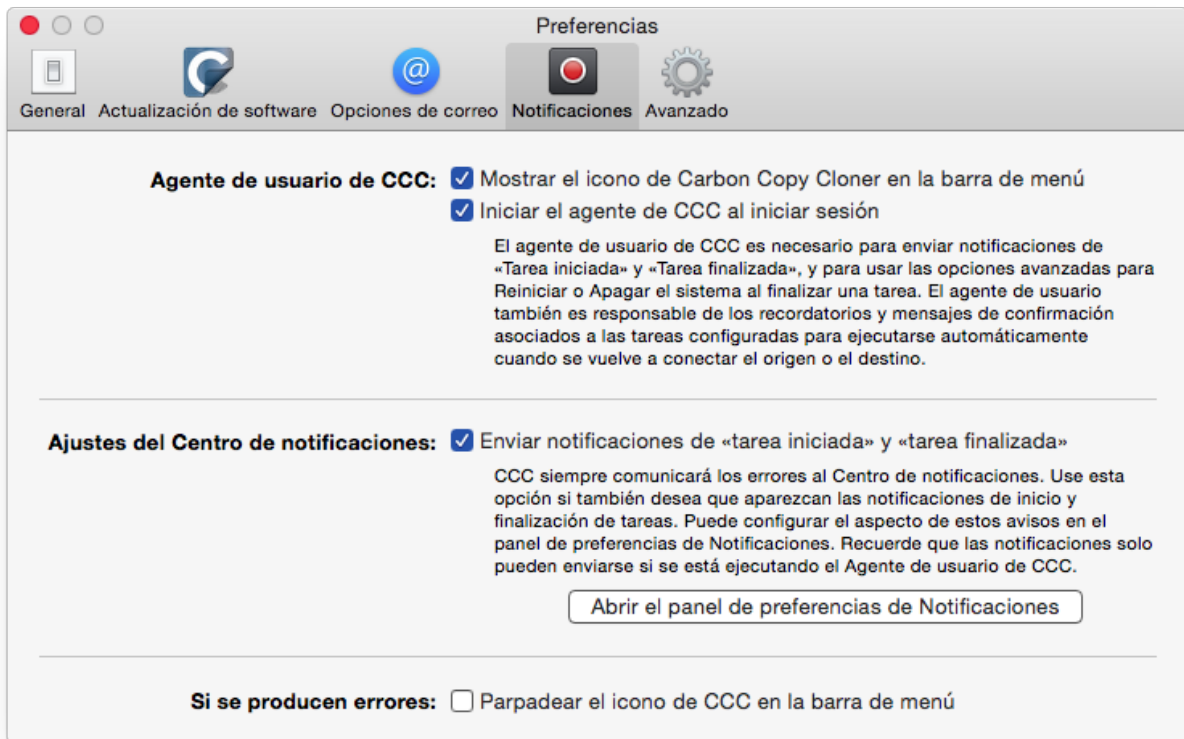 Preferencias
General Actualización de software Opciones de correo Notificaciones Avanzado
Agente de usuario de CCC: Mostrar el icono de Carbon Copy Cloner en la barra de menú
Iniciar el agente de CCC al iniciar sesión
El agente de usuario de CCC es necesario para enviar notificaciones de
«Tarea iniciada» y «Tarea finalizada», y para usar las opciones avanzadas para
Reiniciar o Apagar el sistema al finalizar una tarea. El agente de usuario
también es responsable de los recordatorios y mensajes de confirmación
asociados a las tareas configuradas para ejecutarse automáticamente
cuando se vuelve a conectar el origen o el destino.
Ajustes del Centro de notificaciones: Enviar notificaciones de «tarea iniciada» y «tarea finalizada»
CCC siempre comunicará los errores al Centro de notificaciones. Use esta
opción si también desea que aparezcan las notificaciones de inicio y
finalización de tareas. Puede configurar el aspecto de estos avisos en el
panel de preferencias de Notificaciones. Recuerde que las notificaciones solo
pueden enviarse si se está ejecutando el Agente de usuario de CCC.
Abrir el panel de preferencias de Notificaciones
Si se producen errores: Parpadear el icono de CCC en la barra de menú